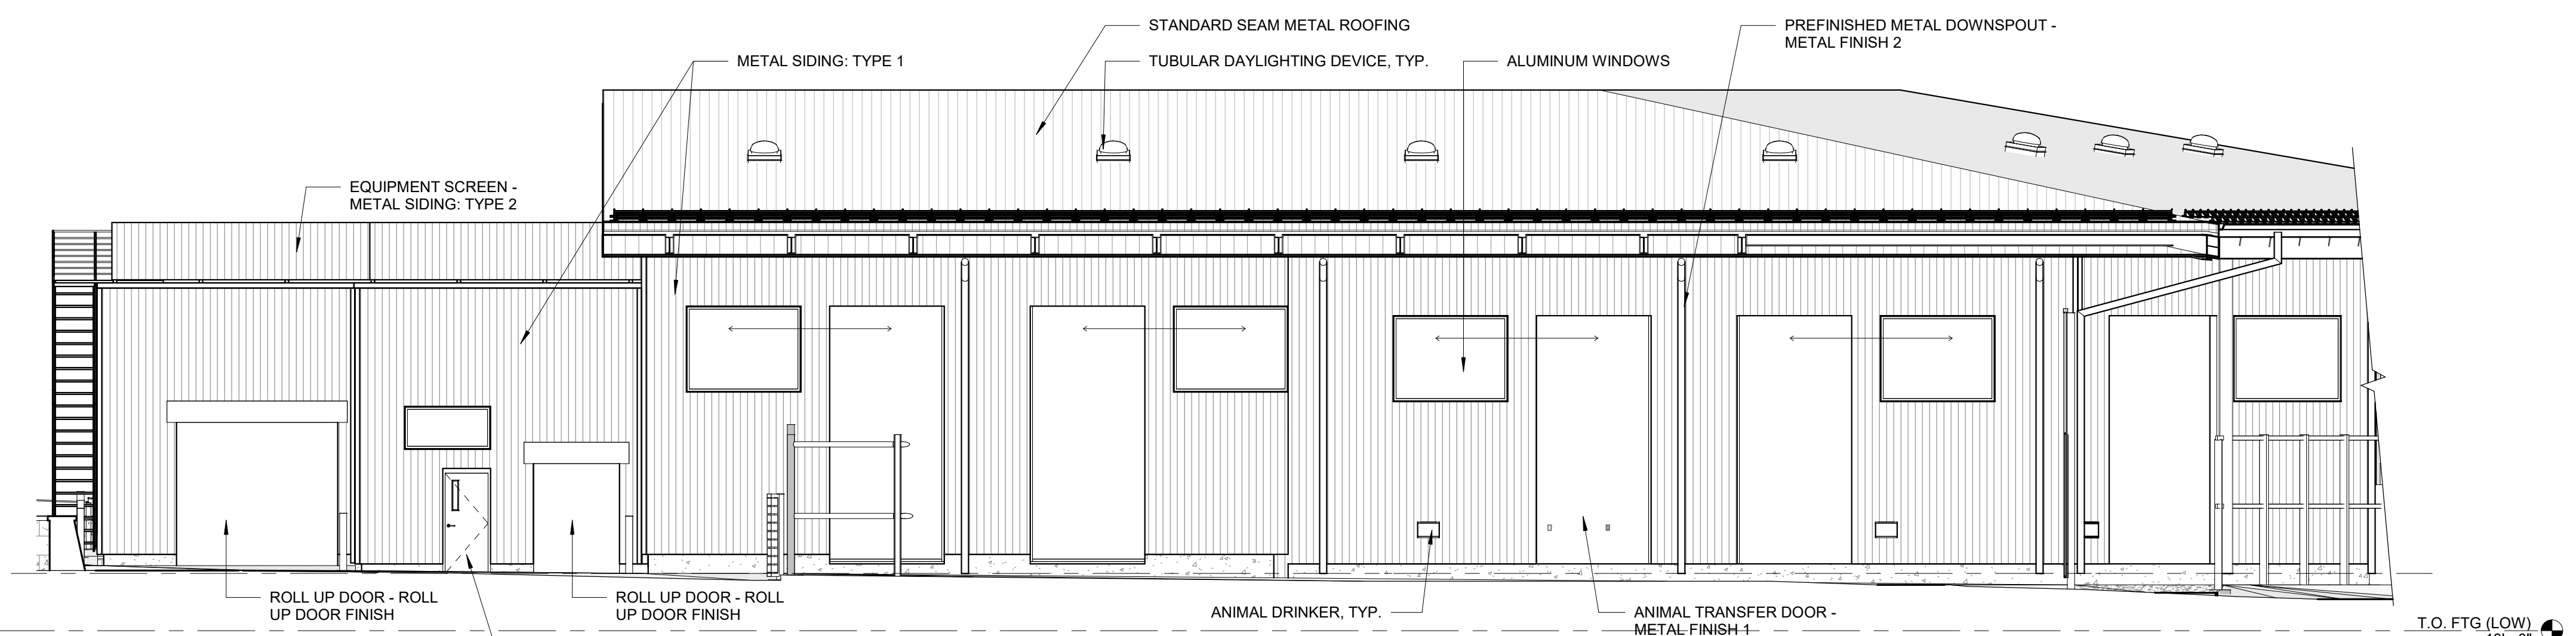 STANDARD SEAM METAL ROOFING
PREFINISHED METAL DOWNSPOUT -
METAL FINISH 2
METAL SIDING: TYPE 1
TUBULAR DAYLIGHTING DEVICE, TYP.
ALUMINUM WINDOWS
EQUIPMENT SCREEN -
METAL SIDING: TYPE 2
ROLL UP DOOR - ROLL
UP DOOR FINISH
ROLL UP DOOR - ROLL
UP DOOR FINISH
ANIMAL DRINKER, TYP.
ANIMAL TRANSFER DOOR -
METAL FINISH 1
T.O. FTG (LOW)